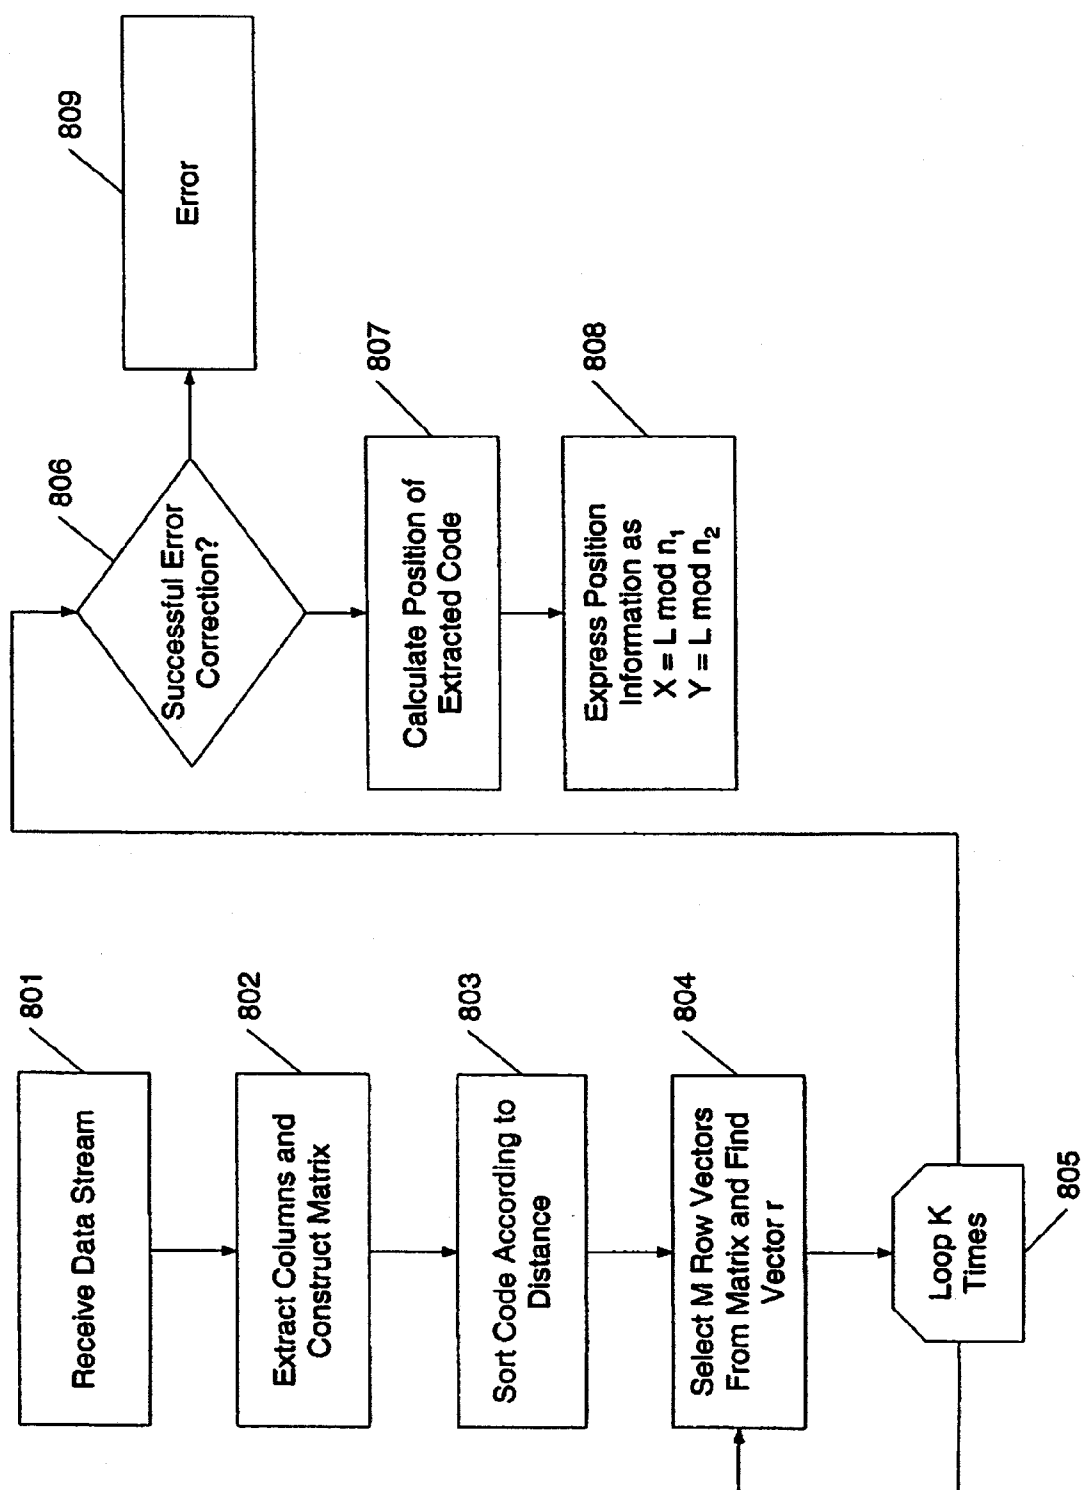 801
Receive Data Stream
802
Extract Columns and
Construct Matrix
803
Sort Code According to
Distance
804
Select M Row Vectors
From Matrix and Find
Vector r
Loop K
Times
805
806
Successful Error
Correction?
809
Error
807
Calculate Position of
Extracted Code
808
Express Position
Information as
X = L mod n₁
Y = L mod n₂